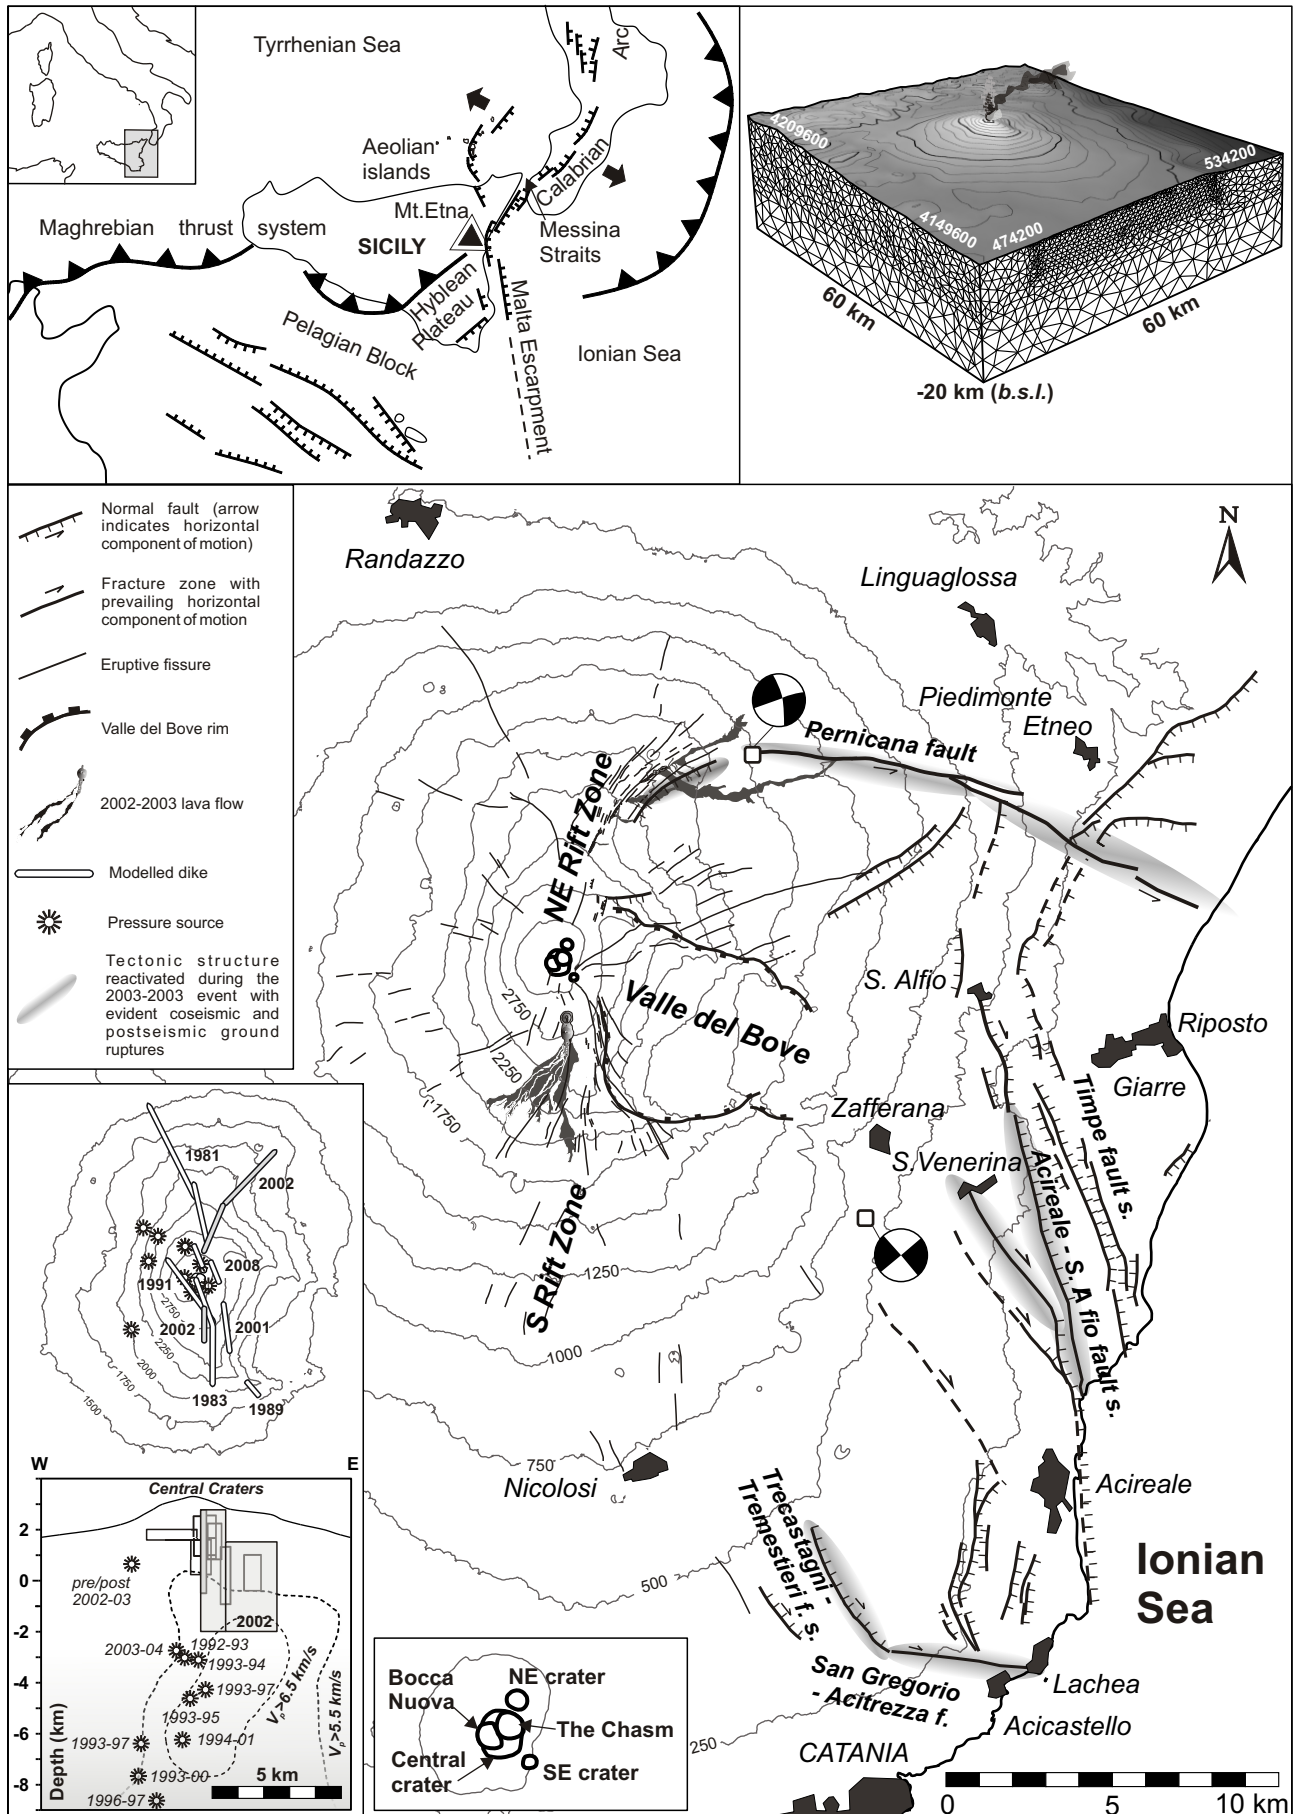 Tyrrhenian Sea
Arc
Aeolian
islands
Calabrian
Mt.Etna
Maghrebian thrust system
SICILY
Messina
Straits
Hyblean
Plateau
Malta Escarpment
Pelagian Block
Ionian Sea
4209600
534200
4149600
474200
60 km
60 km
-20 km (b.s.l.)
Normal fault (arrow
indicates horizontal
component of motion)
Fracture zone with
prevailing horizontal
component of motion
Eruptive fissure
Valle del Bove rim
2002-2003 lava flow
Modelled dike
Pressure source
Tectonic structure
reactivated during the
2003-2003 event with
evident coseismic and
postseismic ground
ruptures
N
Randazzo
Linguaglossa
Piedimonte
Etneo
Pernicana fault
NE Rift Zone
S. Alfio
Valle del Bove
2750
2250
1750
Riposto
Giarre
Zafferana
S.Venerina
Timpe fault s.
Acireale - S. A fio fault s.
S Rift Zone
1250
1000
750
Nicolosi
500
250
Acireale
Trecastagni -
Tremestieri f. s.
Ionian
Sea
San Gregorio
- Acitrezza f.
Lachea
Acicastello
CATANIA
0 5 10 km
1981
2002
2008
1991
2750
2002
2001
2250
2000
1750
1500
1983
1989
W E
Central Craters
2
0
-2
-4
-6
-8
Depth (km)
pre/post
2002-03
2002
2003-04
1992-93
1993-94
1993-97
1993-95
1993-97
1994-01
1993-00
1996-97
Vp>6.5 km/s
Vp>5.5 km/s
5 km
Bocca
Nuova
NE crater
The Chasm
Central
crater
SE crater